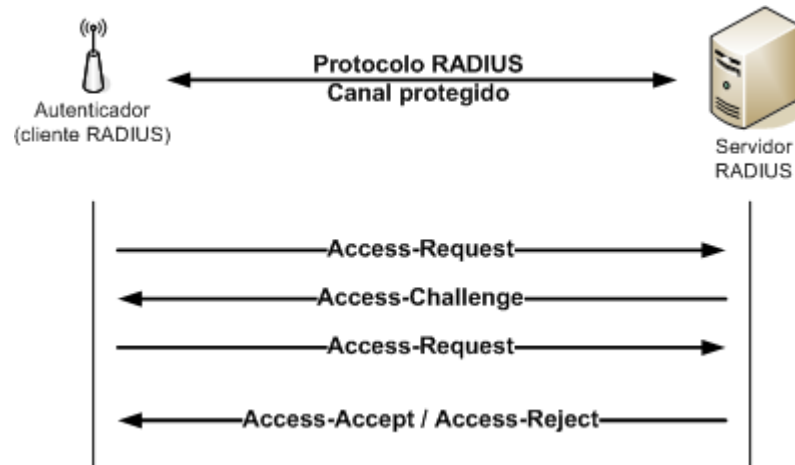 Protocolo RADIUS
Canal protegido
Autenticador
(cliente RADIUS)
Servidor
RADIUS
Access-Request
Access-Challenge
Access-Request
Access-Accept / Access-Reject